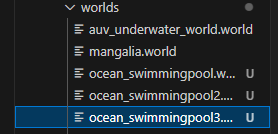 worlds
auv_underwater_world.world
mangalia.world
ocean_swimmingpool.w... U
ocean_swimmingpool2.... U
ocean_swimmingpool3.... U